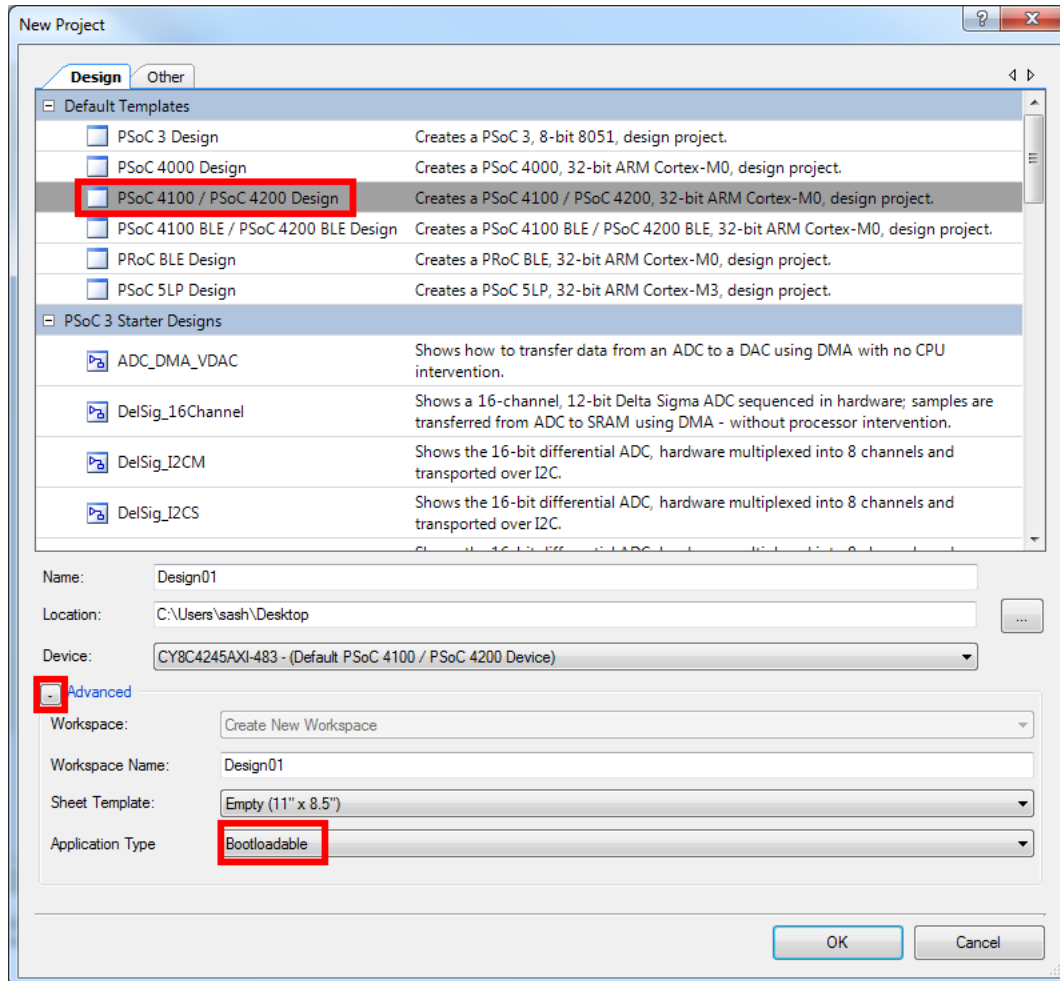 New Project
Design Other
Default Templates
PSoC 3 Design Creates a PSoC 3, 8-bit 8051, design project.
PSoC 4000 Design Creates a PSoC 4000, 32-bit ARM Cortex-M0, design project.
PSoC 4100 / PSoC 4200 Design Creates a PSoC 4100 / PSoC 4200, 32-bit ARM Cortex-M0, design project.
PSoC 4100 BLE / PSoC 4200 BLE Design Creates a PSoC 4100 BLE / PSoC 4200 BLE, 32-bit ARM Cortex-M0, design project.
PRoC BLE Design Creates a PRoC BLE, 32-bit ARM Cortex-M0, design project.
PSoC 5LP Design Creates a PSoC 5LP, 32-bit ARM Cortex-M3, design project.
PSoC 3 Starter Designs
ADC_DMA_VDAC Shows how to transfer data from an ADC to a DAC using DMA with no CPU
intervention.
DelSig_16Channel Shows a 16-channel, 12-bit Delta Sigma ADC sequenced in hardware; samples are
transferred from ADC to SRAM using DMA - without processor intervention.
DelSig_I2CM Shows the 16-bit differential ADC, hardware multiplexed into 8 channels and
transported over I2C.
DelSig_I2CS Shows the 16-bit differential ADC, hardware multiplexed into 8 channels and
transported over I2C.
Name: Design01
Location: C:\Users\sash\Desktop ...
Device: CY8C4245AXI-483 - (Default PSoC 4100 / PSoC 4200 Device)
- Advanced
Workspace: Create New Workspace
Workspace Name: Design01
Sheet Template: Empty (11" x 8.5")
Application Type Bootloadable
OK Cancel